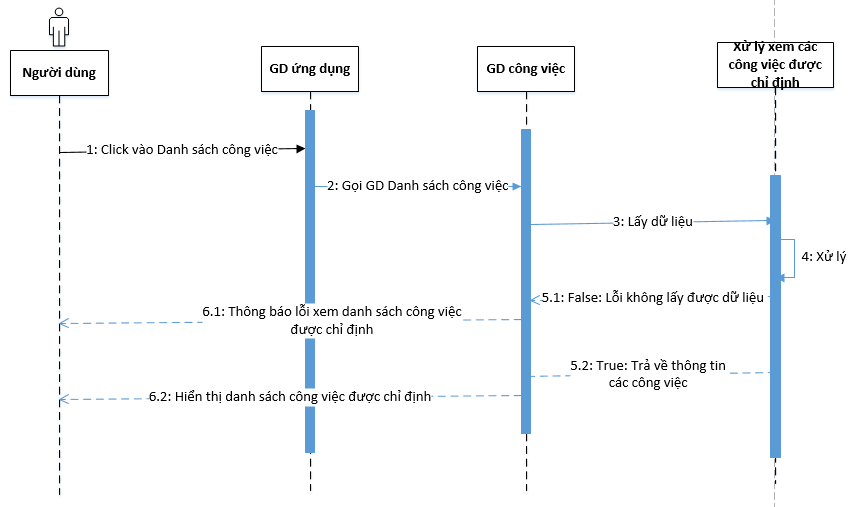 Người dùng
GD ứng dụng
GD công việc
Xử lý xem các
công việc được
chỉ định
1: Click vào Danh sách công việc
2: Gọi GD Danh sách công việc
3: Lấy dữ liệu
4: Xử lý
5.1: False: Lỗi không lấy được dữ liệu
6.1: Thông báo lỗi xem danh sách công việc
được chỉ định
5.2: True: Trả về thông tin
các công việc
6.2: Hiển thị danh sách công việc được chỉ định